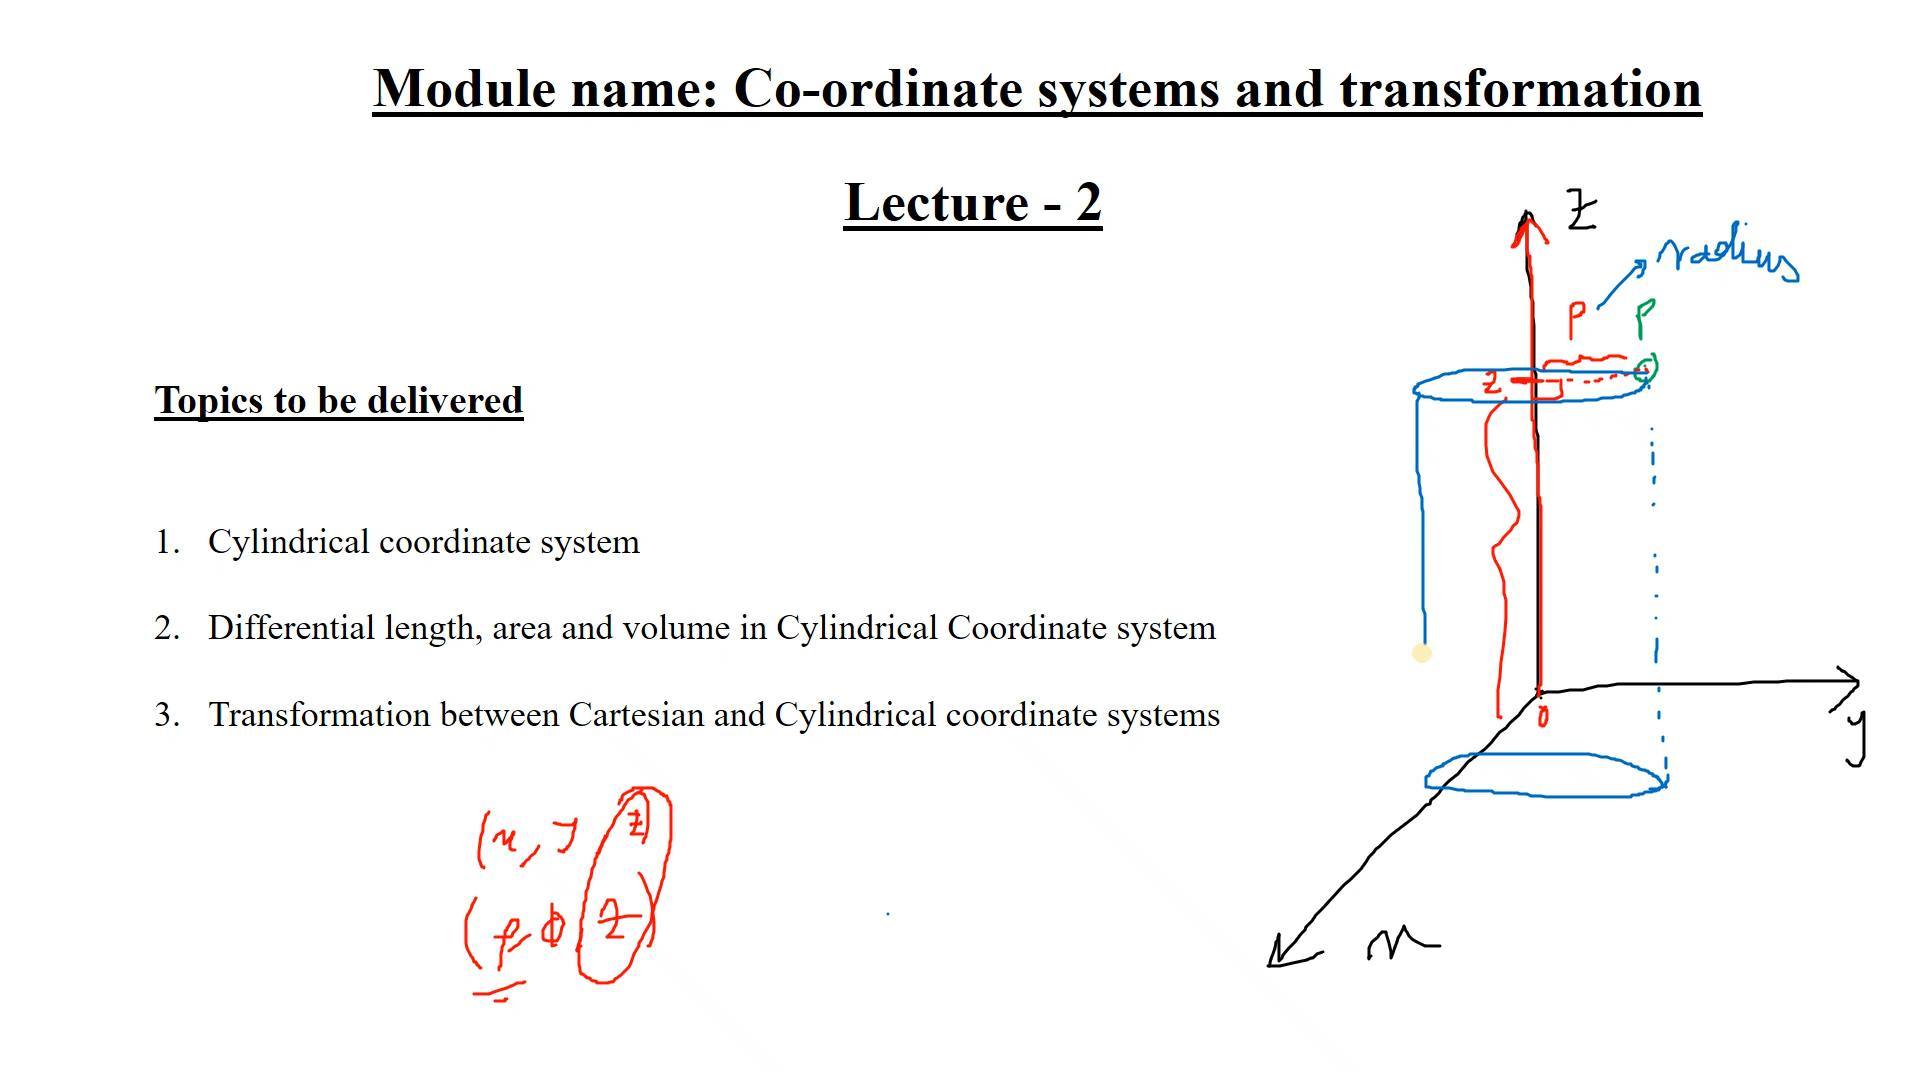 Module name: Co-ordinate systems and transformation
Lecture - 2
Z
radius
ρ P
z
Topics to be delivered
1. Cylindrical coordinate system
2. Differential length, area and volume in Cylindrical Coordinate system
3. Transformation between Cartesian and Cylindrical coordinate systems
0
y
(x, y z)
(ρ ϕ z)
x